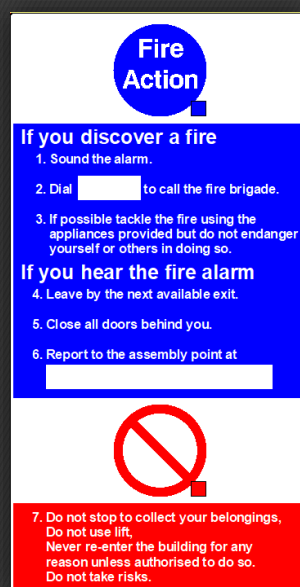 Fire
Action
If you discover a fire
1. Sound the alarm.
2. Dial to call the fire brigade.
3. If possible tackle the fire using the
appliances provided but do not endanger
yourself or others in doing so.
If you hear the fire alarm
4. Leave by the next available exit.
5. Close all doors behind you.
6. Report to the assembly point at
7. Do not stop to collect your belongings,
Do not use lift,
Never re-enter the building for any
reason unless authorised to do so.
Do not take risks.